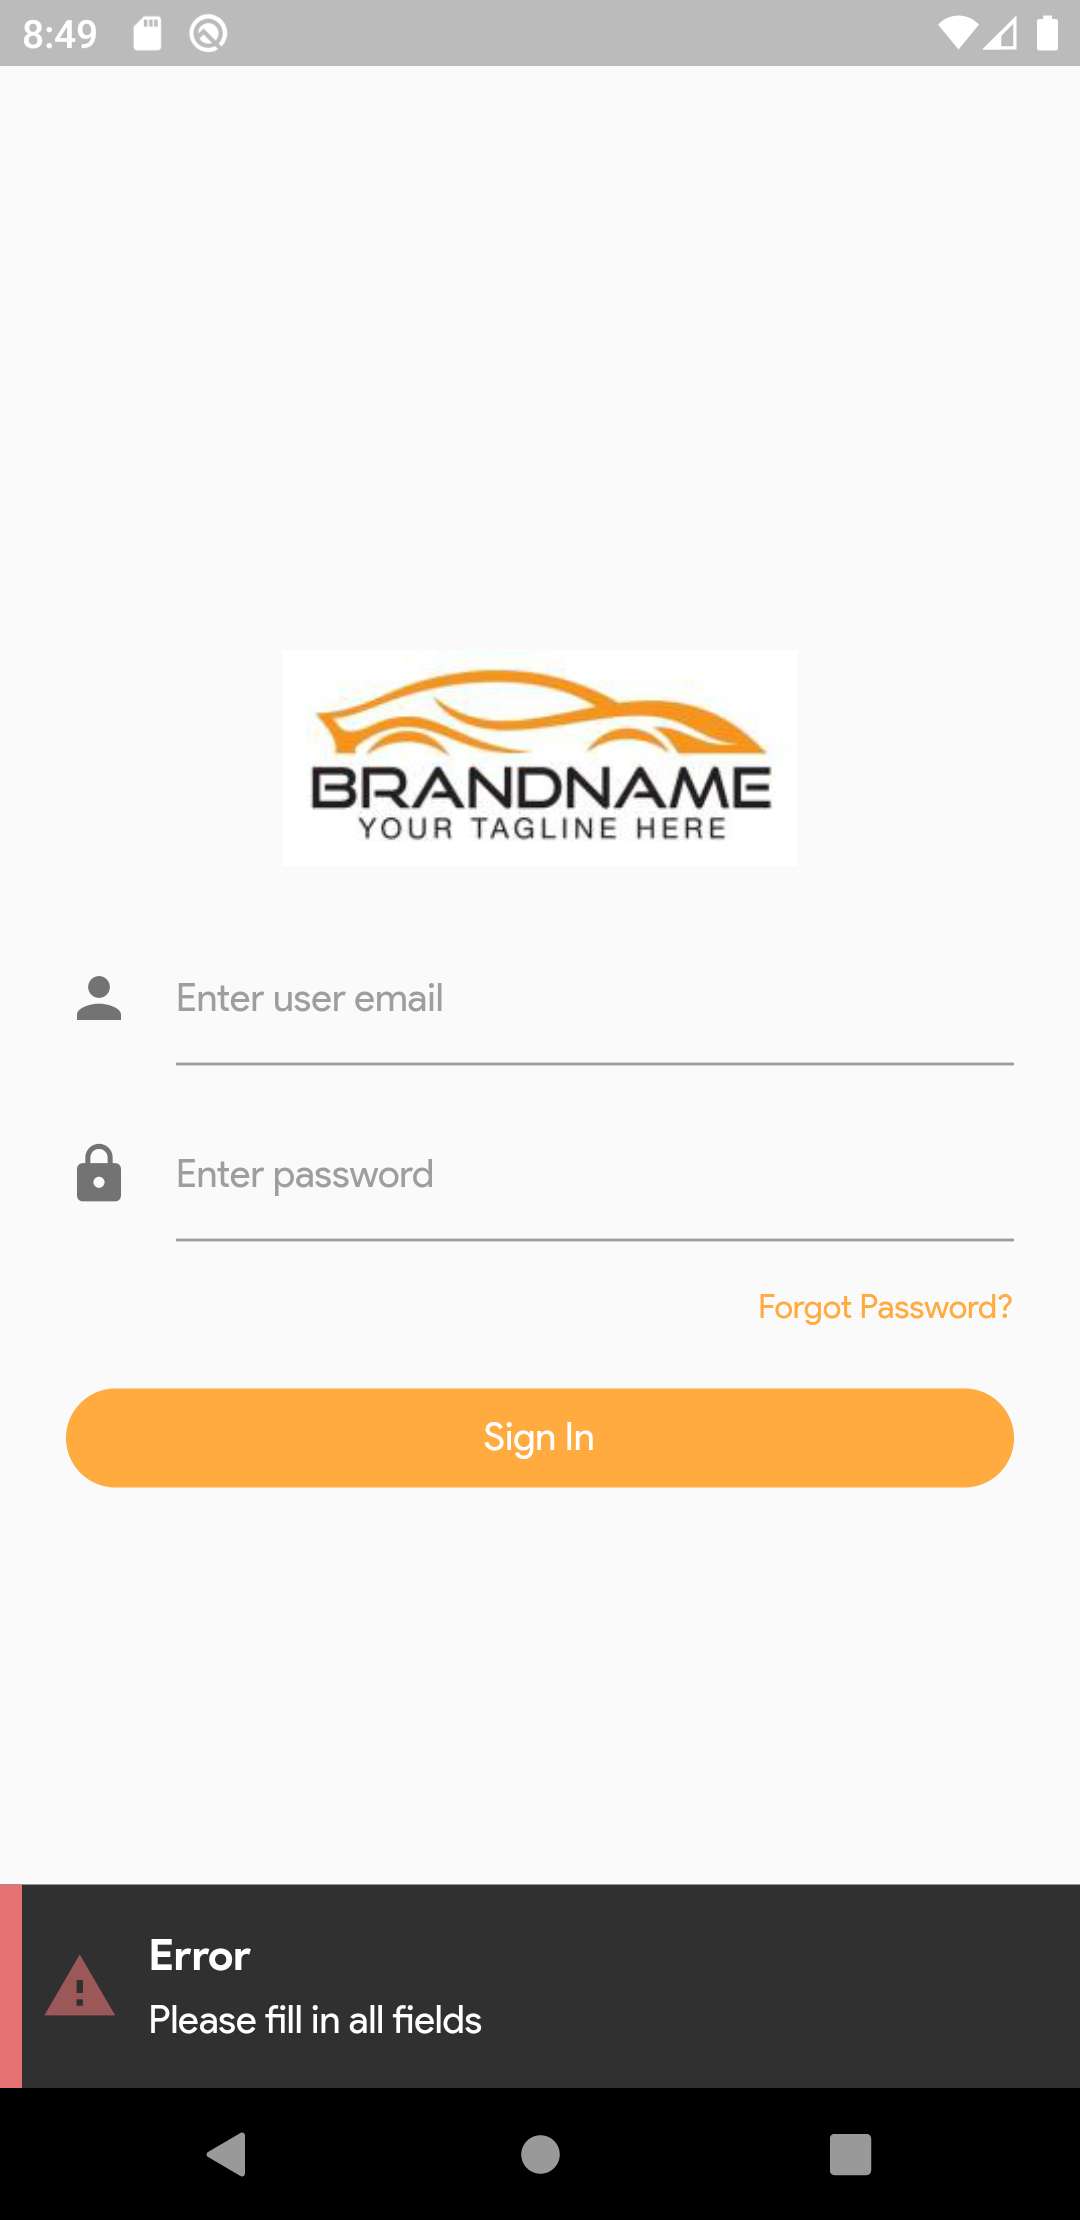 8:49
BRANDNAME
YOUR TAGLINE HERE
Enter user email
Enter password
Forgot Password?
Sign In
Error
Please fill in all fields